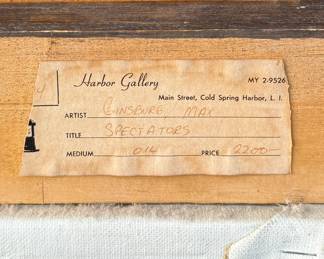 Harbor Gallery MY 2-9526
Main Street, Cold Spring Harbor, L. I.
ARTIST GINSBURG MAX
TITLE SPECTATORS
MEDIUM OIL PRICE 2200-